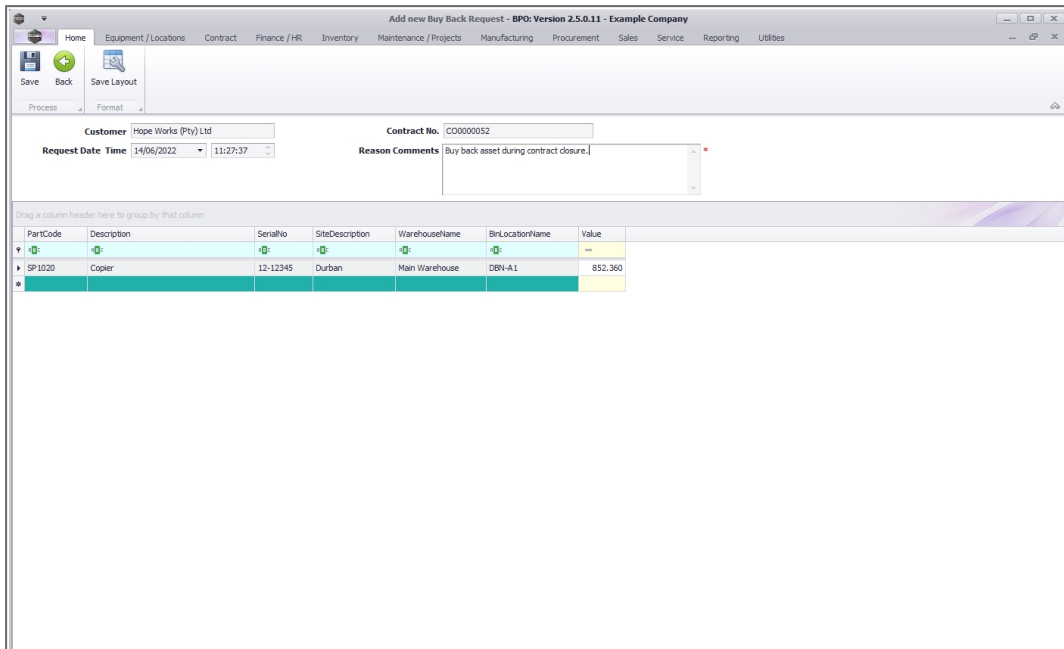 Add new Buy Back Request - BPO: Version 2.5.0.11 - Example Company
Home Equipment / Locations Contract Finance / HR Inventory Maintenance / Projects Manufacturing Procurement Sales Service Reporting Utilities
Save Back Save Layout
Process Format
Customer Hope Works (Pty) Ltd Contract No. CO0000052
Request Date Time 14/06/2022 11:27:37 Reason Comments Buy back asset during contract closure. *
Drag a column header here to group by that column
PartCode Description SerialNo SiteDescription WarehouseName BinLocationName Value
SP1020 Copier 12-12345 Durban Main Warehouse DBN-A1 852.360